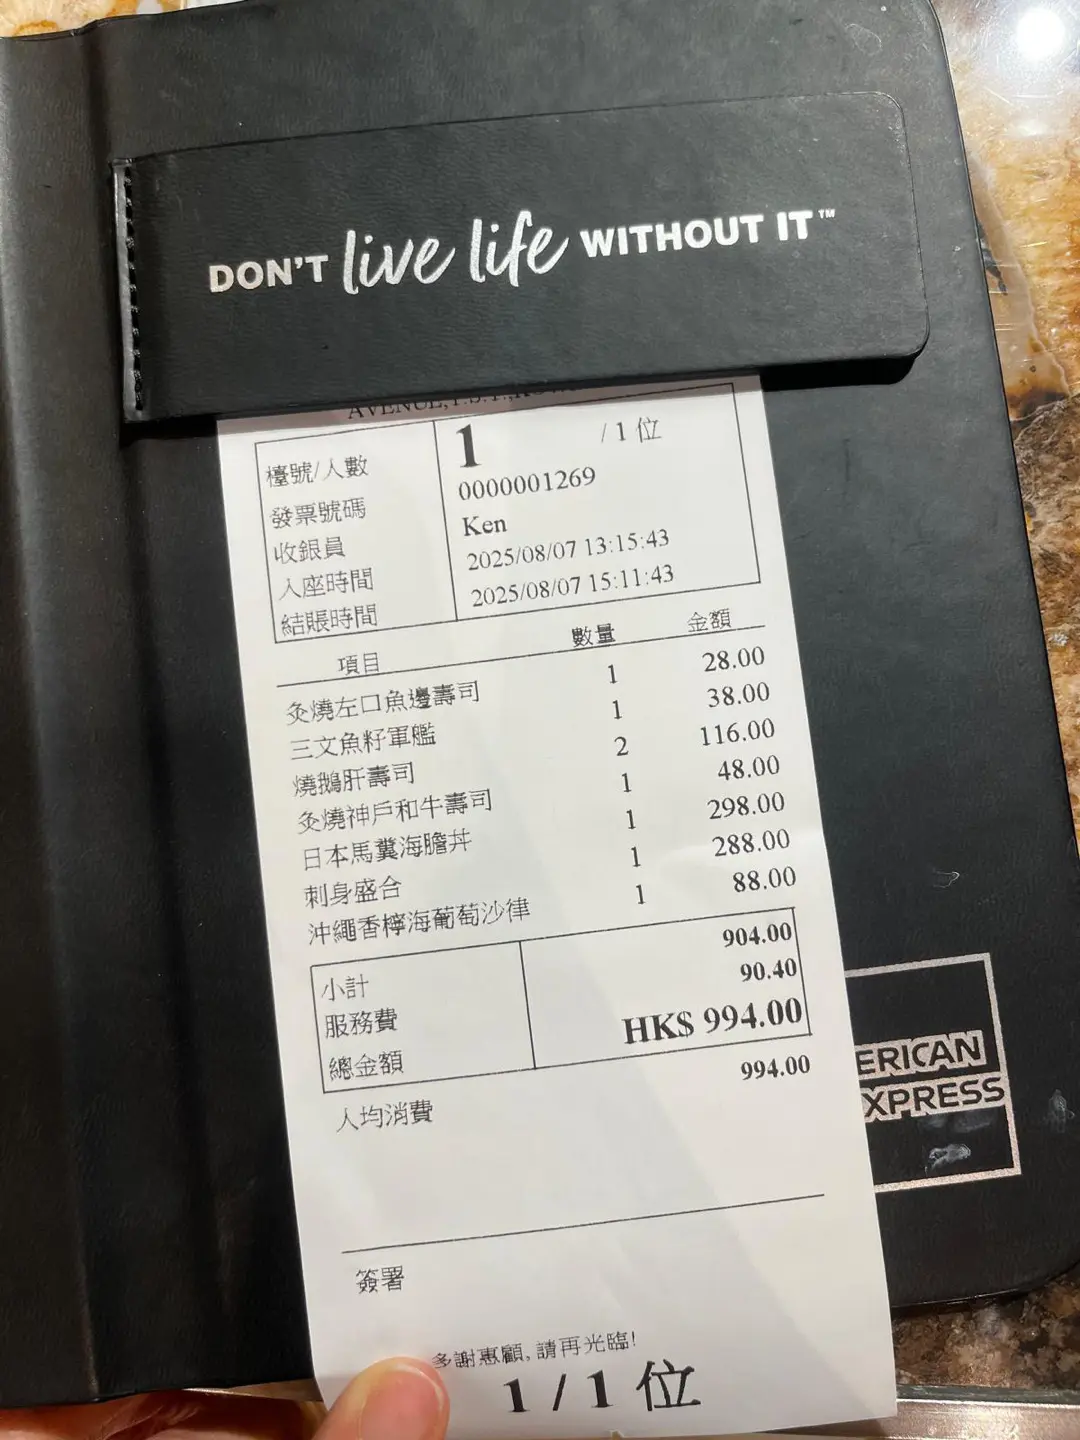 DON'T live life WITHOUT IT™
檯號/人數 1 / 1 位
發票號碼 0000001269
收銀員 Ken
入座時間 2025/08/07 13:15:43
結賬時間 2025/08/07 15:11:43
項目 數量 金額
炙燒左口魚邊壽司 1 28.00
三文魚籽軍艦 1 38.00
燒鵝肝壽司 2 116.00
炙燒神戶和牛壽司 1 48.00
日本馬糞海膽丼 1 298.00
刺身盛合 1 288.00
沖繩香檸海葡萄沙律 1 88.00
小計 904.00
服務費 90.40
總金額 HK$ 994.00
人均消費 994.00
ERICAN
XPRESS
簽署
多謝惠顧, 請再光臨!
1 / 1 位